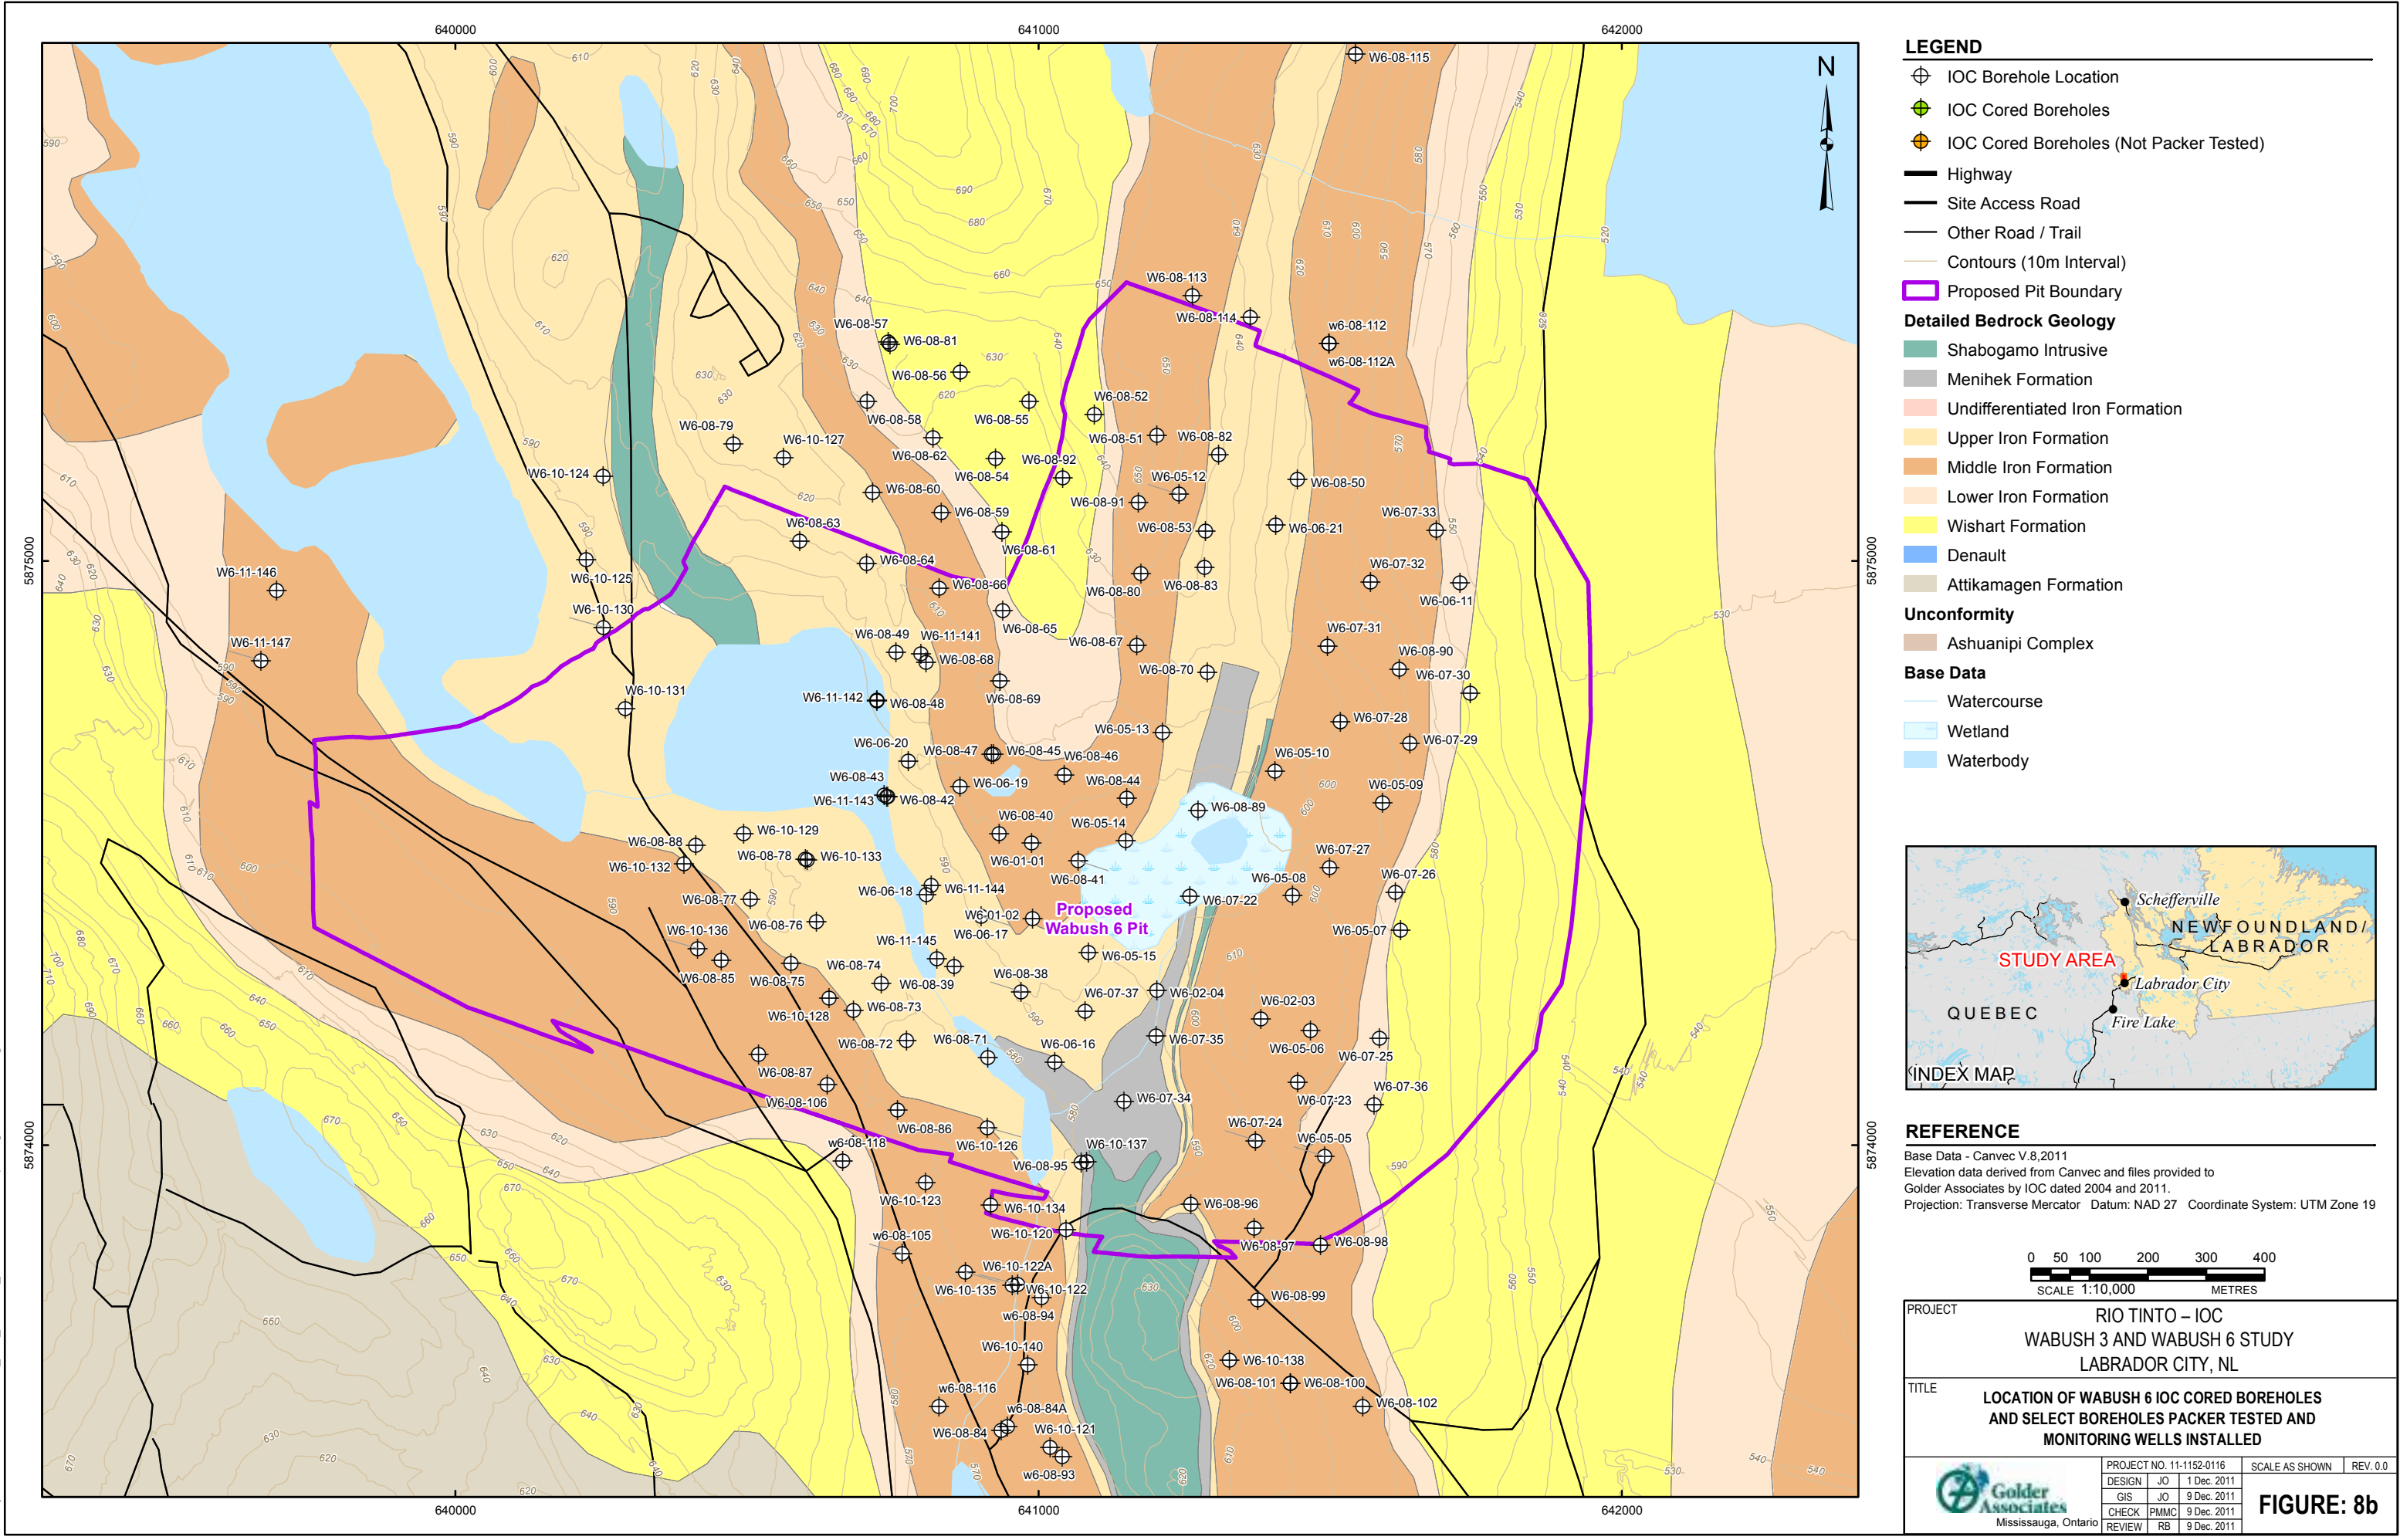 640000
641000
642000
5875000
5874000
5875000
5874000
640000
641000
642000
N
W6-08-115
W6-08-113
W6-08-114
w6-08-112
w6-08-112A
W6-08-57
W6-08-81
W6-08-56
W6-08-55
W6-08-52
W6-08-58
W6-08-79
W6-10-127
W6-08-62
W6-08-51
W6-08-82
W6-08-54
W6-08-92
W6-05-12
W6-10-124
W6-08-60
W6-08-50
W6-08-91
W6-08-59
W6-08-63
W6-08-53
W6-06-21
W6-07-33
W6-08-61
W6-08-64
W6-10-125
W6-08-66
W6-08-80
W6-08-83
W6-07-32
W6-06-11
W6-11-146
W6-10-130
W6-08-65
W6-08-49
W6-11-141
W6-08-67
W6-07-31
W6-11-147
W6-08-68
W6-08-70
W6-08-90
W6-07-30
W6-10-131
W6-11-142
W6-08-48
W6-08-69
W6-07-28
W6-05-13
W6-07-29
W6-06-20
W6-08-47
W6-08-45
W6-08-46
W6-05-10
W6-08-43
W6-06-19
W6-08-44
W6-05-09
W6-11-143
W6-08-42
W6-08-89
W6-08-40
W6-05-14
W6-10-129
W6-08-88
W6-08-78
W6-10-133
W6-01-01
W6-10-132
W6-08-41
W6-07-27
W6-07-26
W6-08-77
W6-06-18
W6-11-144
W6-05-08
W6-07-22
W6-01-02
Proposed
Wabush 6 Pit
W6-08-76
W6-06-17
W6-05-07
W6-10-136
W6-11-145
W6-05-15
W6-08-85
W6-08-75
W6-08-74
W6-08-39
W6-08-38
W6-07-37
W6-02-04
W6-02-03
W6-10-128
W6-08-73
W6-08-72
W6-08-71
W6-06-16
W6-07-35
W6-05-06
W6-07-25
W6-08-87
W6-08-106
W6-07-34
W6-07-23
W6-07-36
W6-08-86
W6-07-24
W6-05-05
w6-08-118
W6-10-126
W6-10-137
W6-08-95
W6-10-123
W6-10-134
W6-08-96
W6-10-120
w6-08-105
W6-08-97
W6-08-98
W6-10-122A
W6-10-135
W6-10-122
w6-08-94
W6-08-99
W6-10-140
W6-10-138
W6-08-101
W6-08-100
w6-08-116
W6-08-102
w6-08-84A
W6-08-84
W6-10-121
w6-08-93
LEGEND
IOC Borehole Location
IOC Cored Boreholes
IOC Cored Boreholes (Not Packer Tested)
Highway
Site Access Road
Other Road / Trail
Contours (10m Interval)
Proposed Pit Boundary
Detailed Bedrock Geology
Shabogamo Intrusive
Menihek Formation
Undifferentiated Iron Formation
Upper Iron Formation
Middle Iron Formation
Lower Iron Formation
Wishart Formation
Denault
Attikamagen Formation
Unconformity
Ashuanipi Complex
Base Data
Watercourse
Wetland
Waterbody
Schefferville
NEWFOUNDLAND/
LABRADOR
STUDY AREA
Labrador City
QUEBEC
Fire Lake
INDEX MAP
REFERENCE
Base Data - Canvec V.8,2011
Elevation data derived from Canvec and files provided to
Golder Associates by IOC dated 2004 and 2011.
Projection: Transverse Mercator Datum: NAD 27 Coordinate System: UTM Zone 19
0 50 100 200 300 400
SCALE 1:10,000 METRES
PROJECT
RIO TINTO – IOC
WABUSH 3 AND WABUSH 6 STUDY
LABRADOR CITY, NL
TITLE
LOCATION OF WABUSH 6 IOC CORED BOREHOLES
AND SELECT BOREHOLES PACKER TESTED AND
MONITORING WELLS INSTALLED
Golder
Associates
Mississauga, Ontario
PROJECT NO. 11-1152-0116 SCALE AS SHOWN REV. 0.0
DESIGN JO 1 Dec. 2011
GIS JO 9 Dec. 2011
CHECK PMMC 9 Dec. 2011
REVIEW RB 9 Dec. 2011
FIGURE: 8b